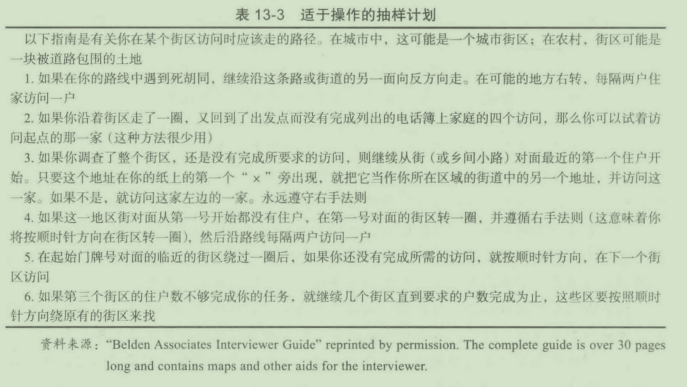 表 13-3 适于操作的抽样计划
以下指南是有关你在某个街区访问时应该走的路径。在城市中，这可能是一个城市街区；在农村，街区可能是
一块被道路包围的土地
1. 如果在你的路线中遇到死胡同，继续沿这条路或街道的另一面向反方向走。在可能的地方右转，每隔两户住
家访问一户
2. 如果你沿着街区走了一圈，又回到了出发点而没有完成列出的电话簿上家庭的四个访问，那么你可以试着访
问起点的那一家（这种方法很少用）
3. 如果你调查了整个街区，还是没有完成所要求的访问，则继续从街（或乡间小路）对面最近的第一个住户开
始。只要这个地址在你的纸上的第一个“×”旁出现，就把它当作你所在区域的街道中的另一个地址，并访问这
一家。如果不是，就访问这家左边的一家。永远遵守右手法则
4. 如果这一地区街对面从第一号开始都没有住户，在第一号对面的街区转一圈，并遵循右手法则（这意味着你
将按顺时针方向在街区转一圈），然后沿路线每隔两户访问一户
5. 在起始门牌号对面的临近的街区绕过一圈后，如果你还没有完成所需的访问，就按顺时针方向，在下一个街
区访问
6. 如果第三个街区的住户数不够完成你的任务，就继续几个街区直到要求的户数完成为止，这些区要按照顺时
针方向绕原有的街区来找
资料来源："Belden Associates Interviewer Guide" reprinted by permission. The complete guide is over 30 pages
long and contains maps and other aids for the interviewer.